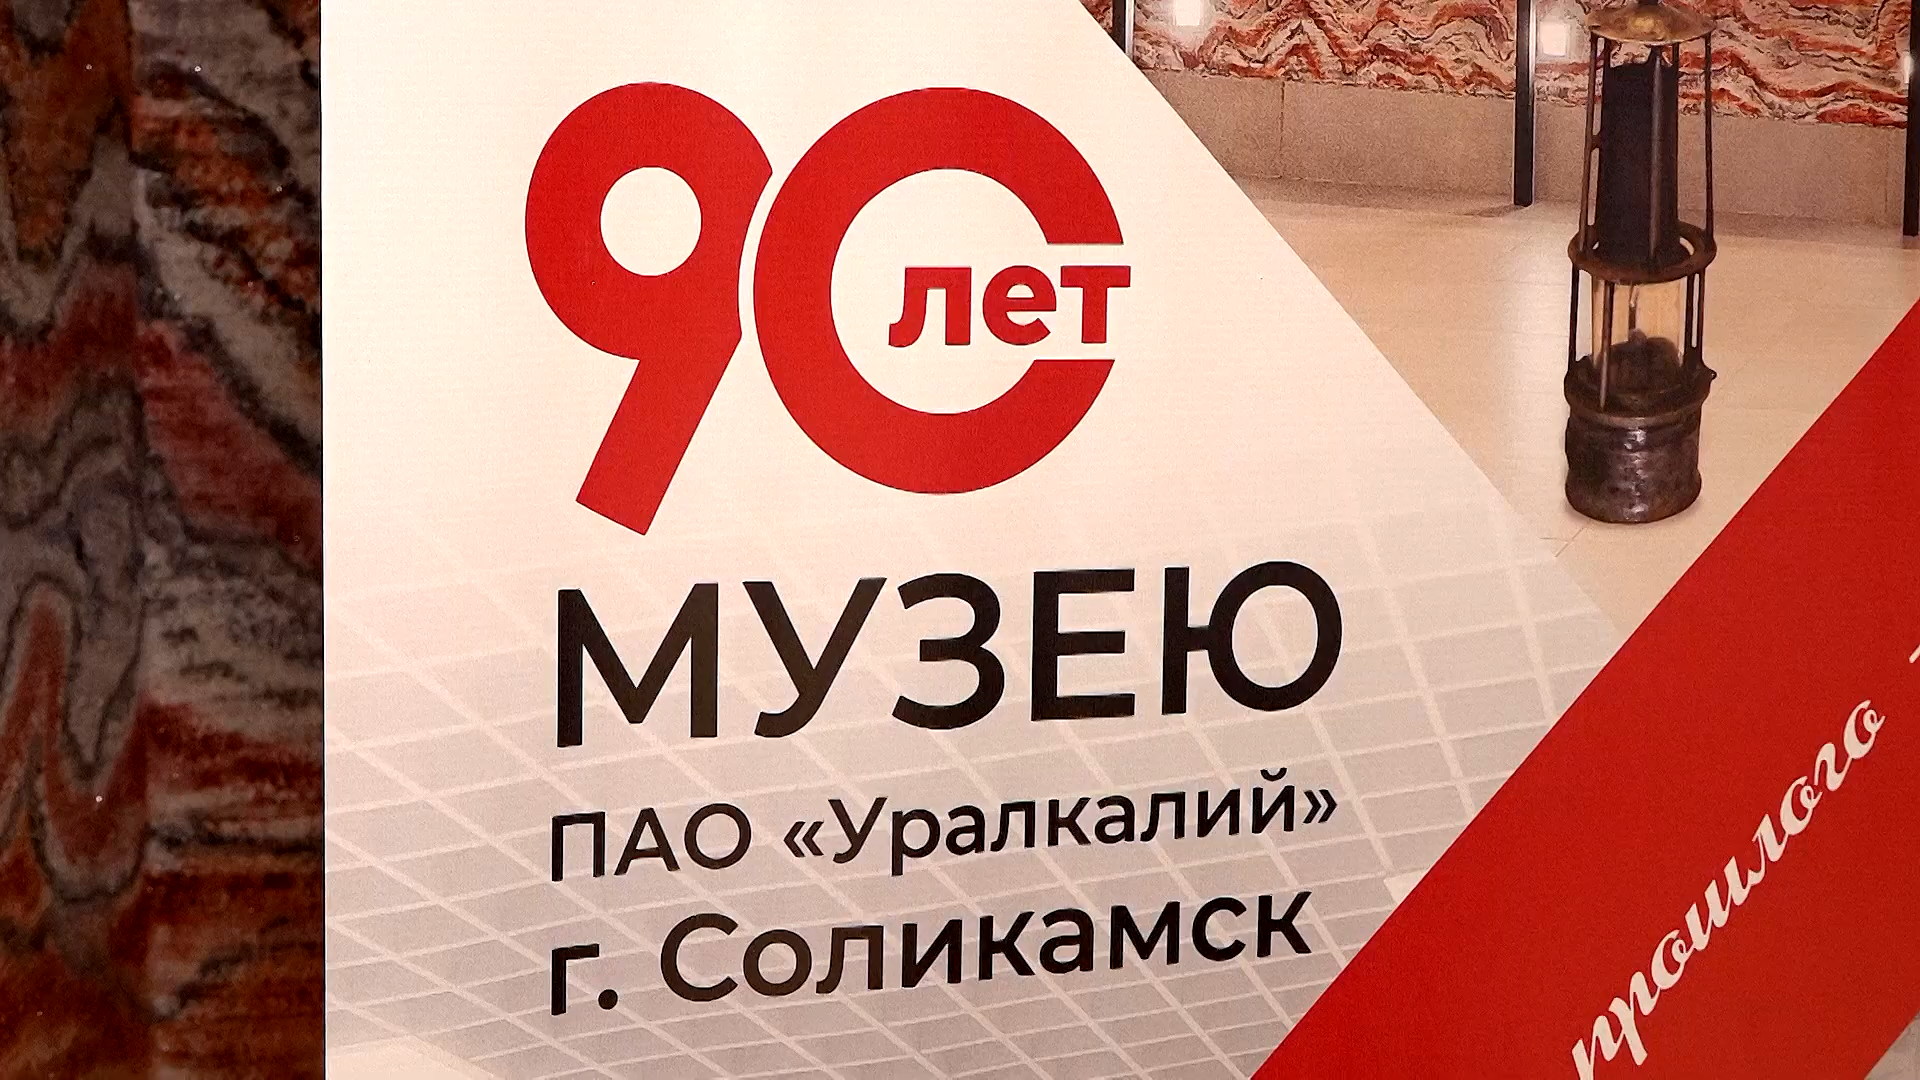 90 лет
МУЗЕЮ
ПАО «Уралкалий»
г. Соликамск
прошлого